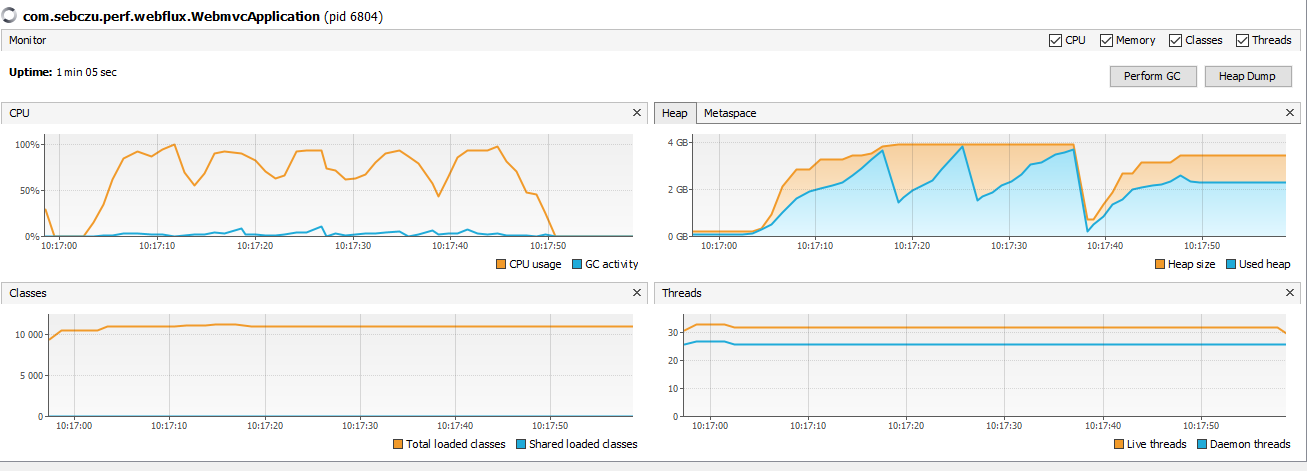 com.sebczu.perf.webflux.WebmvcApplication (pid 6804)
Monitor CPU Memory Classes Threads
Uptime: 1 min 05 sec Perform GC Heap Dump
CPU
100%
50%
0%
10:17:00 10:17:10 10:17:20 10:17:30 10:17:40 10:17:50
CPU usage GC activity
Heap Metaspace
4 GB
2 GB
0 GB
10:17:00 10:17:10 10:17:20 10:17:30 10:17:40 10:17:50
Heap size Used heap
Classes
10 000
5 000
0
10:17:00 10:17:10 10:17:20 10:17:30 10:17:40 10:17:50
Total loaded classes Shared loaded classes
Threads
30
20
10
0
10:17:00 10:17:10 10:17:20 10:17:30 10:17:40 10:17:50
Live threads Daemon threads